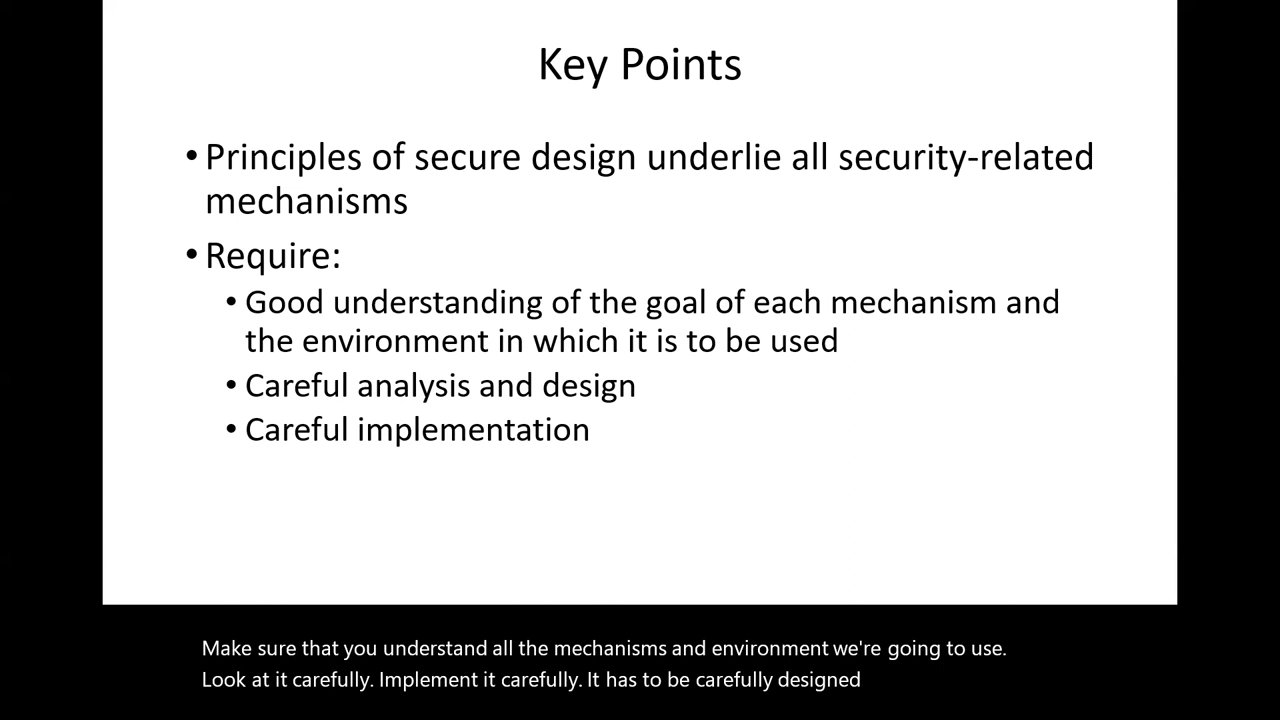 Key Points
• Principles of secure design underlie all security-related
mechanisms
• Require:
• Good understanding of the goal of each mechanism and
the environment in which it is to be used
• Careful analysis and design
• Careful implementation
Make sure that you understand all the mechanisms and environment we're going to use.
Look at it carefully. Implement it carefully. It has to be carefully designed